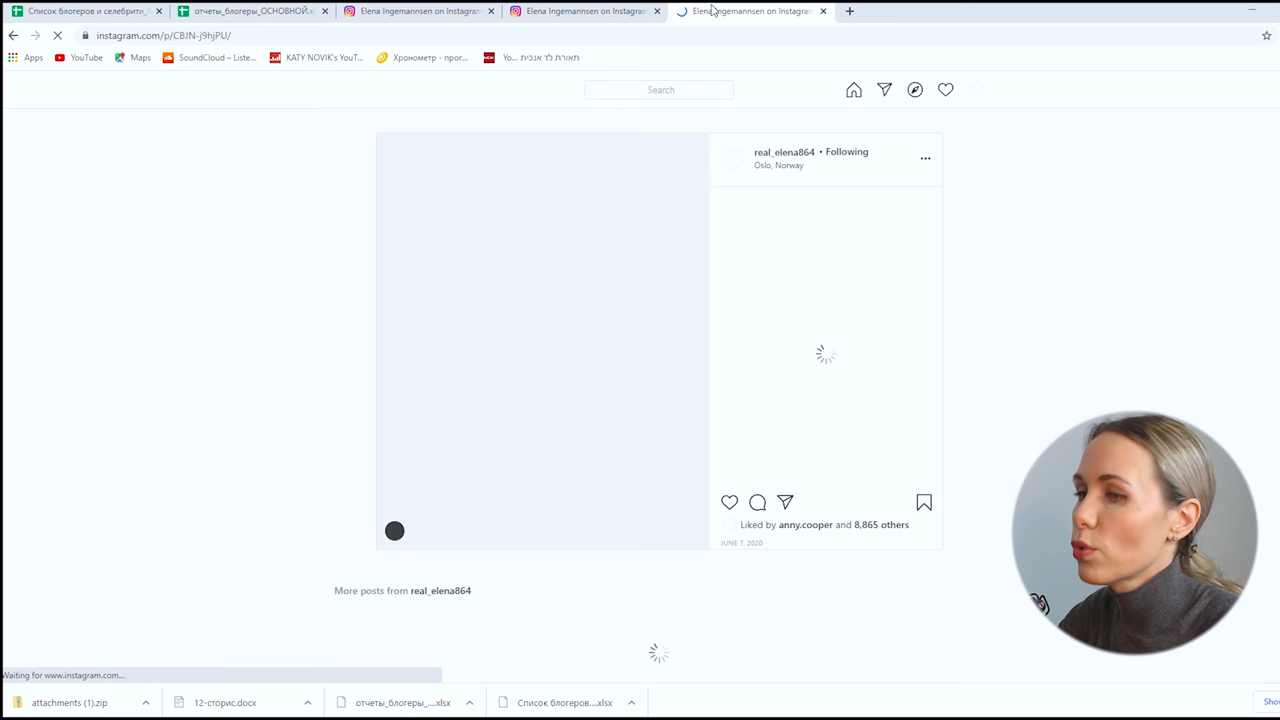 Список блогеров и селебрити_
отчеты_блогеры_ОСНОВНОЙ.xl
Elena Ingemannsen on Instagram
Elena Ingemannsen on Instagram
Elena Ingemannsen on Instagram
instagram.com/p/CBJN-j9hjPU/
Apps
YouTube
Maps
SoundCloud – Liste...
KATY NOVIK's YouT...
Хронометр - прог...
Yo... תאורת לד אנכית
Search
real_elena864 • Following
Oslo, Norway
Liked by anny.cooper and 8,865 others
JUNE 7, 2020
More posts from real_elena864
Waiting for www.instagram.com...
attachments (1).zip
12-сторис.docx
отчеты_блогеры_....xlsx
Список блогеров....xlsx